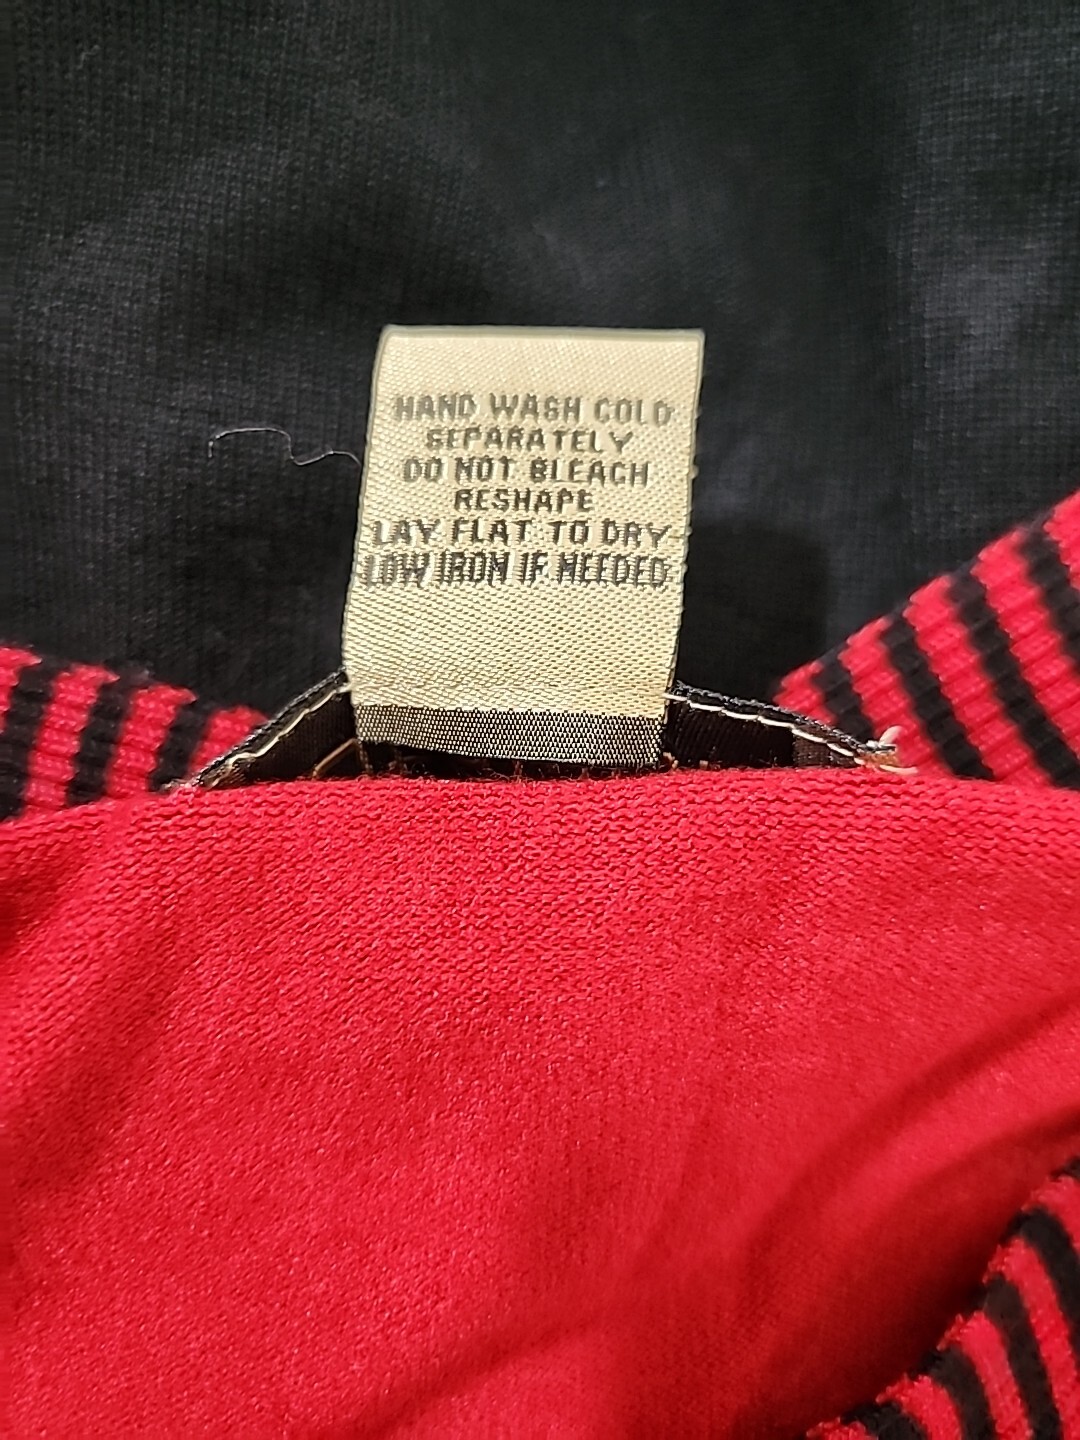 HAND WASH COLD
SEPARATELY
DO NOT BLEACH
RESHAPE
LAY FLAT TO DRY
LOW IRON IF NEEDED